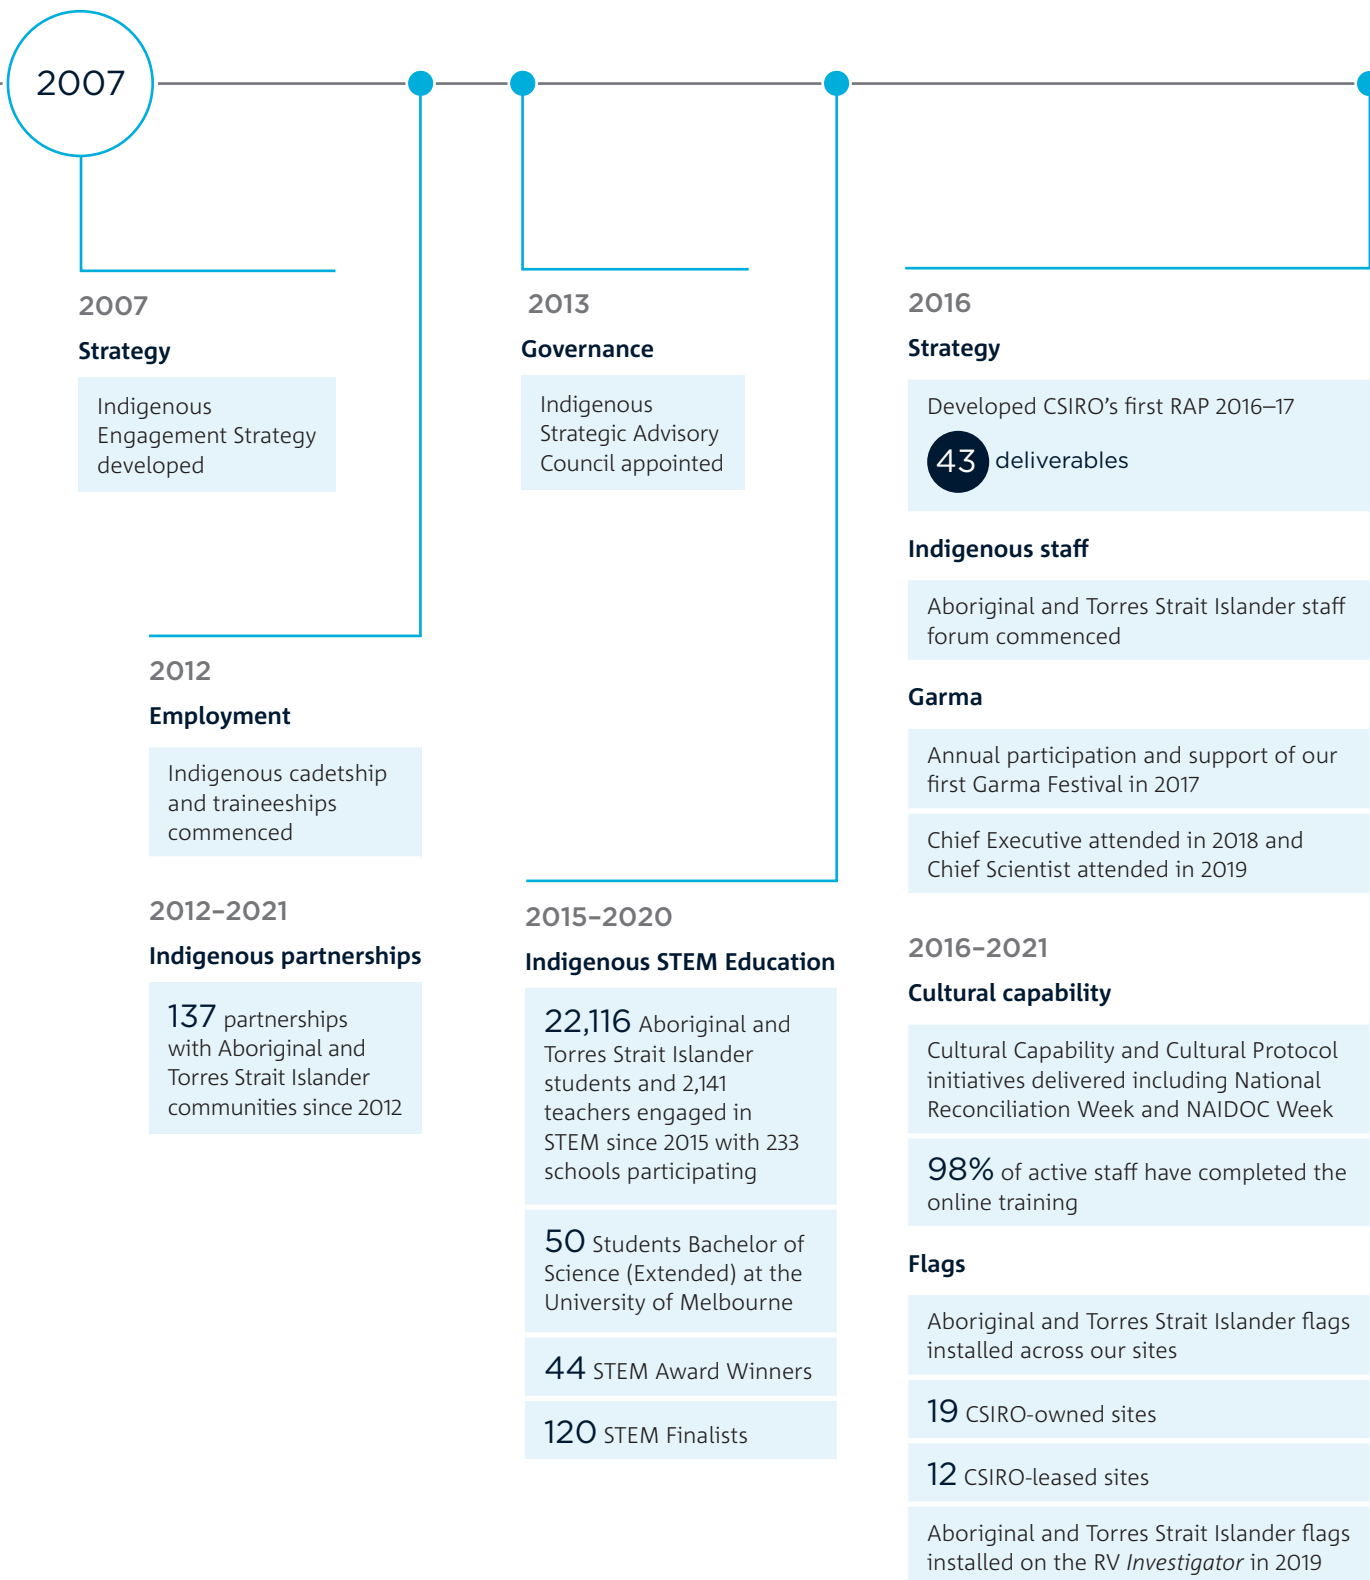 2007
2007
Strategy
Indigenous
Engagement Strategy
developed
2012
Employment
Indigenous cadetship
and traineeships
commenced
2012–2021
Indigenous partnerships
137 partnerships
with Aboriginal and
Torres Strait Islander
communities since 2012
2013
Governance
Indigenous
Strategic Advisory
Council appointed
2015–2020
Indigenous STEM Education
22,116 Aboriginal and
Torres Strait Islander
students and 2,141
teachers engaged in
STEM since 2015 with 233
schools participating
50 Students Bachelor of
Science (Extended) at the
University of Melbourne
44 STEM Award Winners
120 STEM Finalists
2016
Strategy
Developed CSIRO’s first RAP 2016–17
43 deliverables
Indigenous staff
Aboriginal and Torres Strait Islander staff
forum commenced
Garma
Annual participation and support of our
first Garma Festival in 2017
Chief Executive attended in 2018 and
Chief Scientist attended in 2019
2016–2021
Cultural capability
Cultural Capability and Cultural Protocol
initiatives delivered including National
Reconciliation Week and NAIDOC Week
98% of active staff have completed the
online training
Flags
Aboriginal and Torres Strait Islander flags
installed across our sites
19 CSIRO-owned sites
12 CSIRO-leased sites
Aboriginal and Torres Strait Islander flags
installed on the RV Investigator in 2019